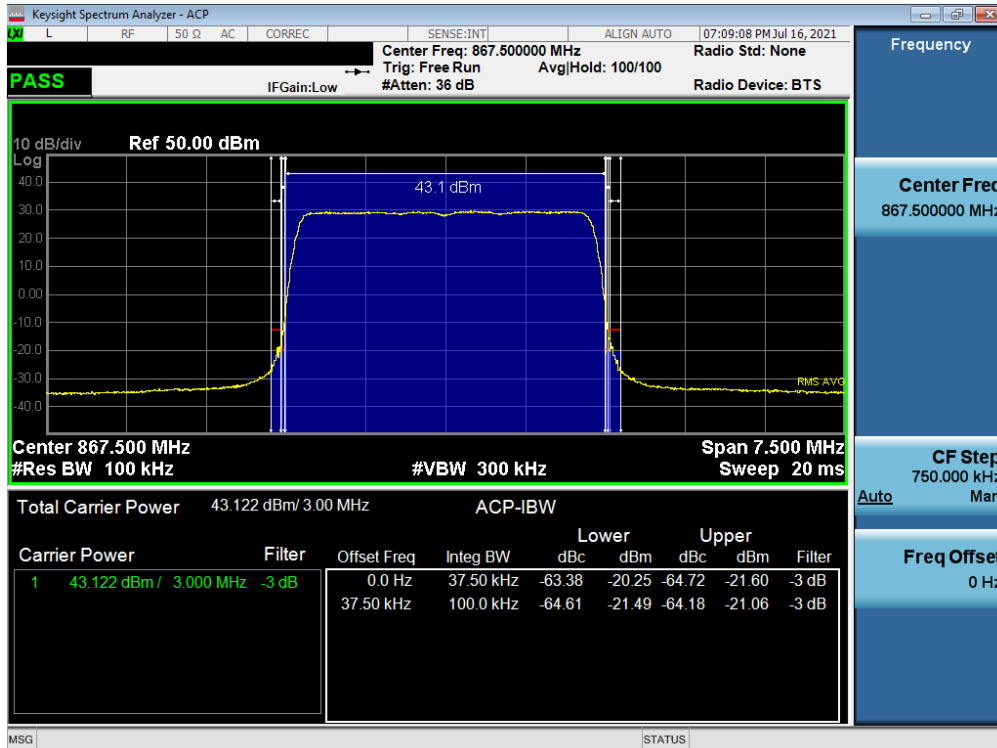 Keysight Spectrum Analyzer - ACP
LXI L RF 50 Ω AC CORREC SENSE:INT ALIGN AUTO 07:09:08 PM Jul 16, 2021
Center Freq: 867.500000 MHz Radio Std: None
Trig: Free Run Avg|Hold: 100/100
PASS IFGain:Low #Atten: 36 dB Radio Device: BTS
Frequency
10 dB/div Ref 50.00 dBm
Log
40.0
30.0
20.0
10.0
0.00
-10.0
-20.0
-30.0
-40.0
43.1 dBm
RMS AVG
Center 867.500 MHz Span 7.500 MHz
#Res BW 100 kHz #VBW 300 kHz Sweep 20 ms
Center Freq
867.500000 MHz
CF Step
750.000 kHz
Auto Man
Freq Offset
0 Hz
Total Carrier Power 43.122 dBm/ 3.00 MHz ACP-IBW
Lower Upper
Carrier Power Filter Offset Freq Integ BW dBc dBm dBc dBm Filter
1 43.122 dBm / 3.000 MHz -3 dB 0.0 Hz 37.50 kHz -63.38 -20.25 -64.72 -21.60 -3 dB
37.50 kHz 100.0 kHz -64.61 -21.49 -64.18 -21.06 -3 dB
MSG STATUS